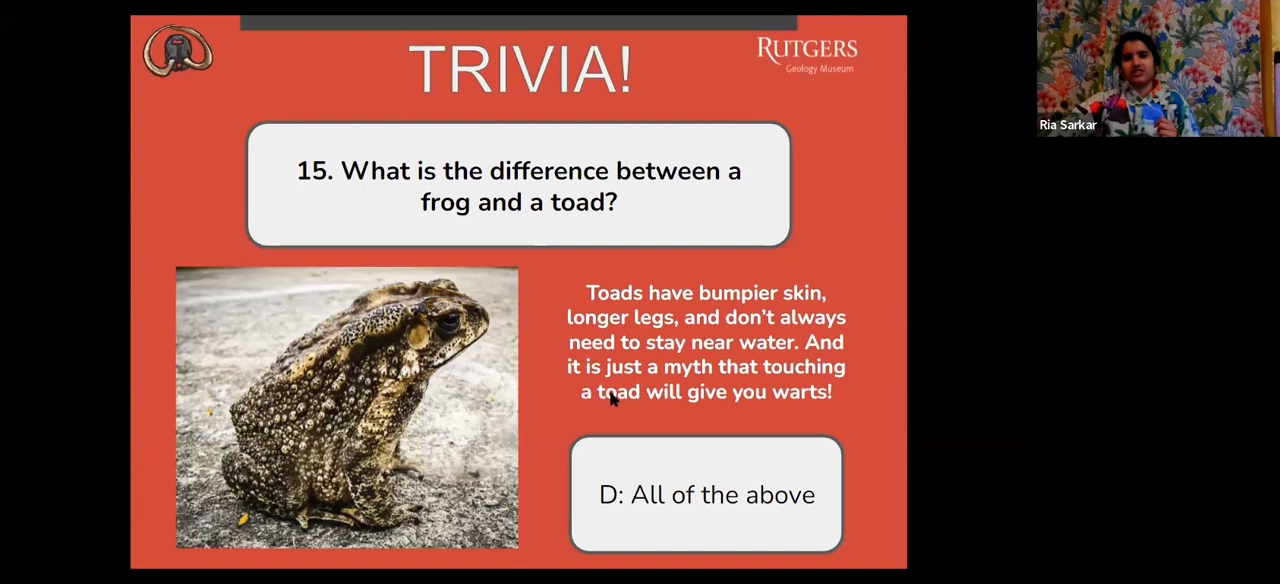 TRIVIA!
RUTGERS
Geology Museum
Ria Sarkar
15. What is the difference between a
frog and a toad?
Toads have bumpier skin,
longer legs, and don’t always
need to stay near water. And
it is just a myth that touching
a toad will give you warts!
D: All of the above